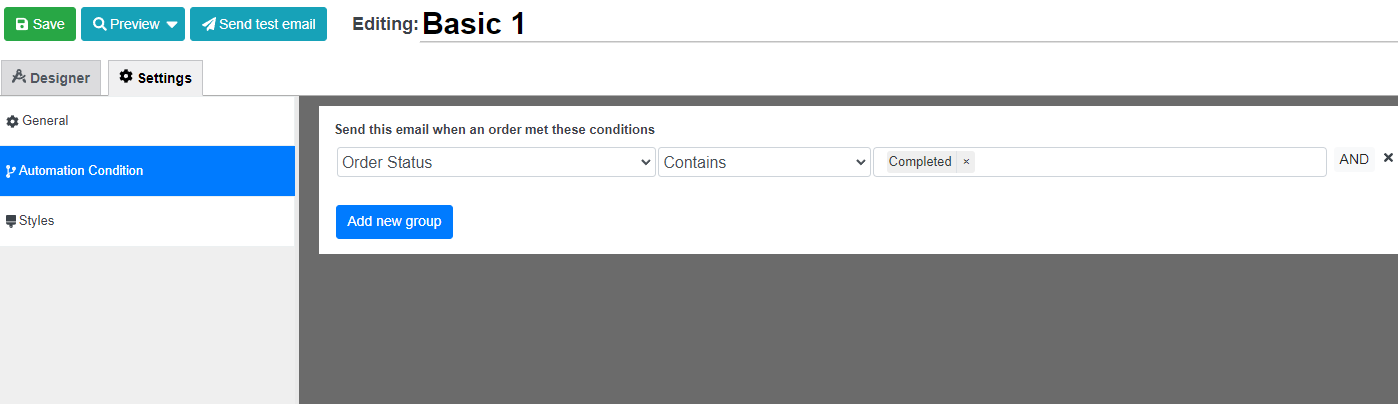 Save Preview Send test email Editing: Basic 1
Designer Settings
General
Send this email when an order met these conditions
Order Status Contains Completed × AND ×
Automation Condition
Styles
Add new group